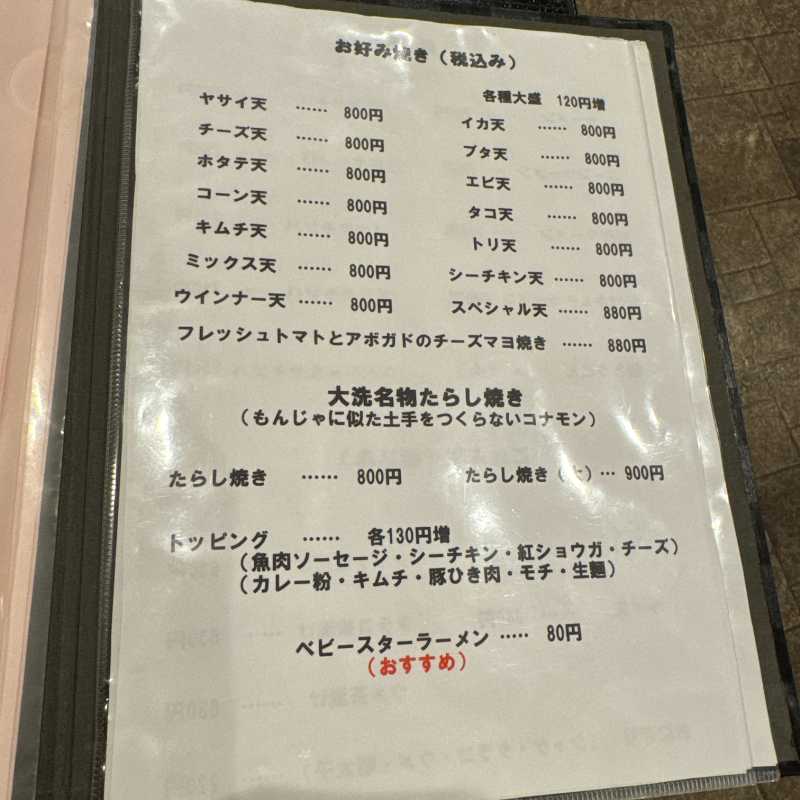 お好み焼き（税込み）
各種大盛 120円増
ヤサイ天 …… 800円
イカ天 …… 800円
チーズ天 …… 800円
ブタ天 …… 800円
ホタテ天 …… 800円
エビ天 …… 800円
コーン天 …… 800円
タコ天 …… 800円
キムチ天 …… 800円
トリ天 …… 800円
ミックス天 …… 800円
シーチキン天 …… 800円
ウインナー天 …… 800円
スペシャル天 …… 880円
フレッシュトマトとアボガドのチーズマヨ焼き …… 880円
大洗名物たらし焼き
（もんじゃに似た土手をつくらないコナモン）
たらし焼き …… 800円 たらし焼き（大）… 900円
トッピング …… 各130円増
（魚肉ソーセージ・シーチキン・紅ショウガ・チーズ）
（カレー粉・キムチ・豚ひき肉・モチ・生麺）
ベビースターラーメン ….. 80円
（おすすめ）